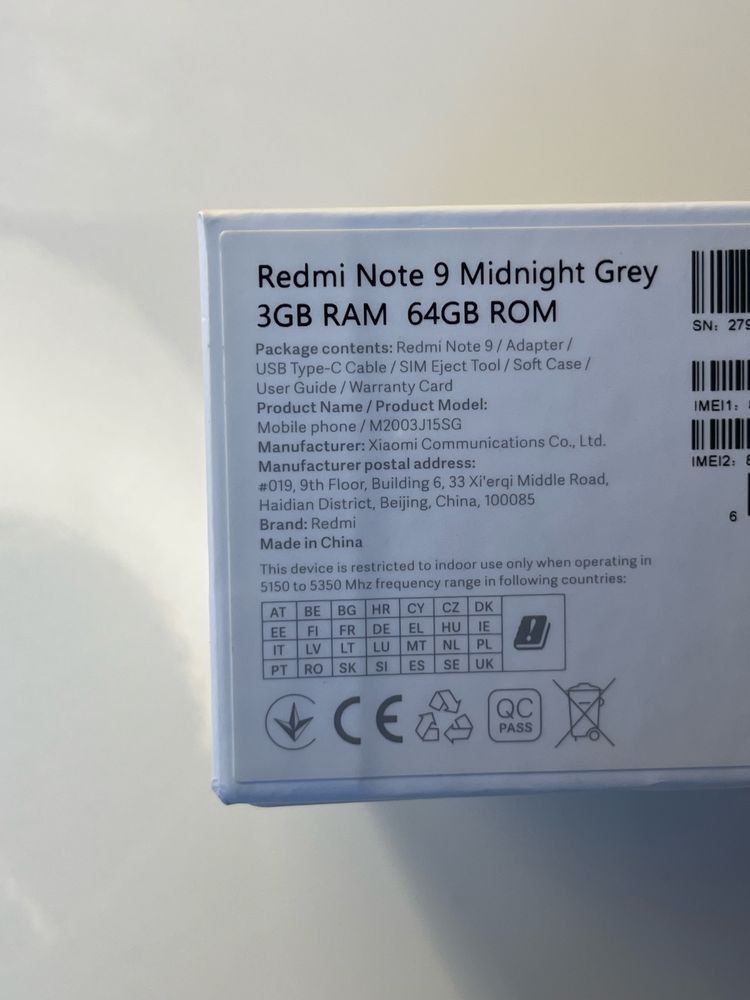 Redmi Note 9 Midnight Grey
3GB RAM 64GB ROM
Package contents: Redmi Note 9 / Adapter /
USB Type-C Cable / SIM Eject Tool / Soft Case /
User Guide / Warranty Card
Product Name / Product Model:
Mobile phone / M2003J15SG
Manufacturer: Xiaomi Communications Co., Ltd.
Manufacturer postal address:
#019, 9th Floor, Building 6, 33 Xi'erqi Middle Road,
Haidian District, Beijing, China, 100085
Brand: Redmi
Made in China
This device is restricted to indoor use only when operating in
5150 to 5350 Mhz frequency range in following countries:
AT BE BG HR CY CZ DK
EE FI FR DE EL HU IE
IT LV LT LU MT NL PL
PT RO SK SI ES SE UK
CE
QC
PASS
SN: 279
IMEI1:
IMEI2:
6